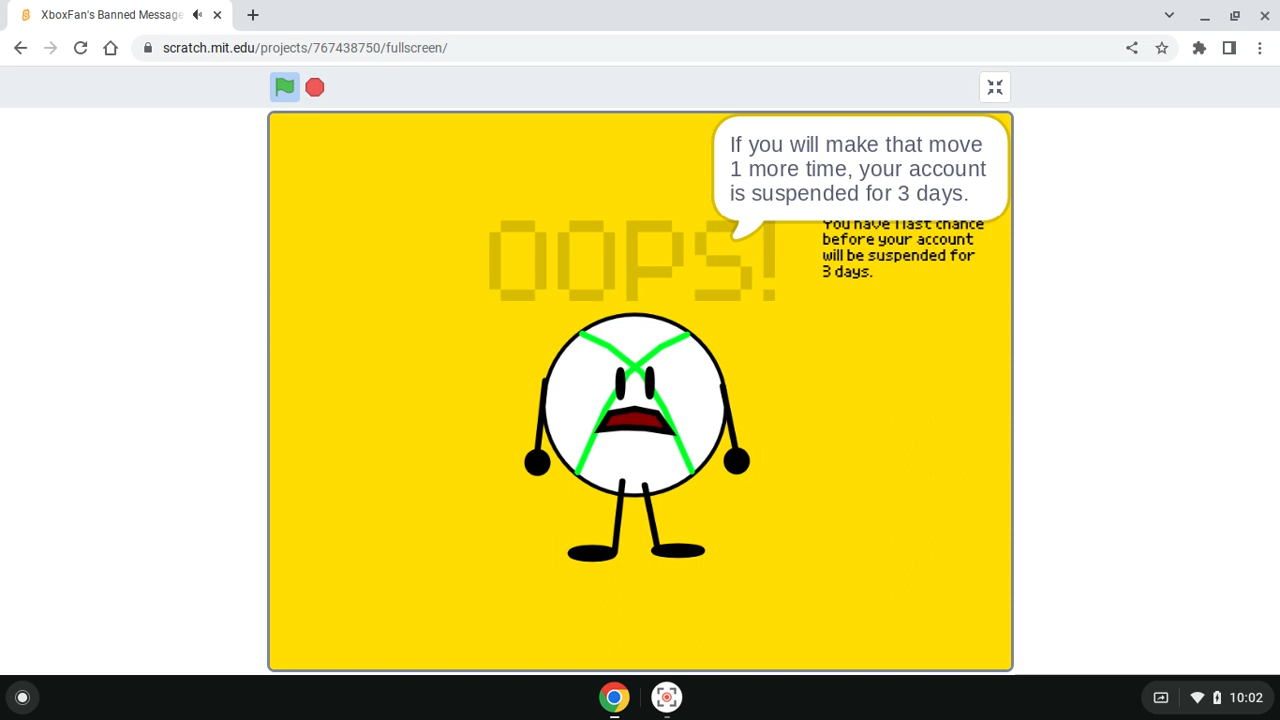 XboxFan's Banned Message
scratch.mit.edu/projects/767438750/fullscreen/
If you will make that move
1 more time, your account
is suspended for 3 days.
OOPS!
You have 1 last chance
before your account
will be suspended for
3 days.
10:02